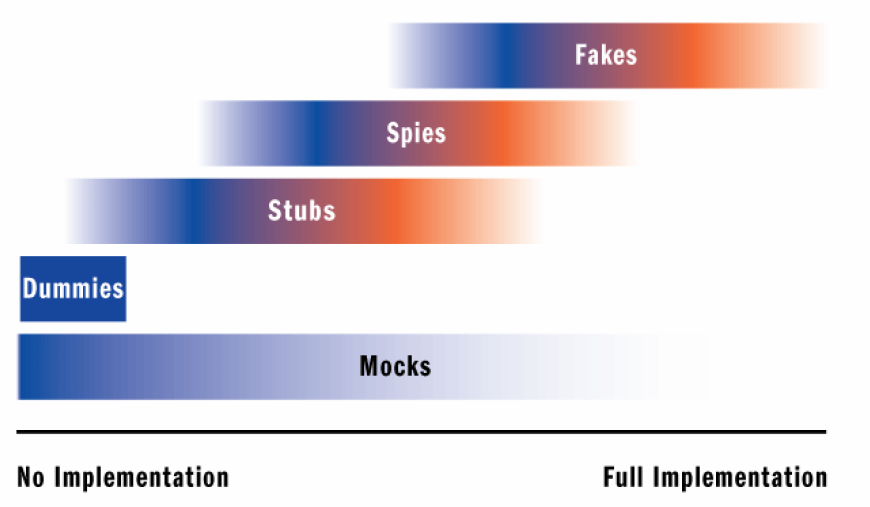 Fakes
Spies
Stubs
Dummies
Mocks
No Implementation
Full Implementation